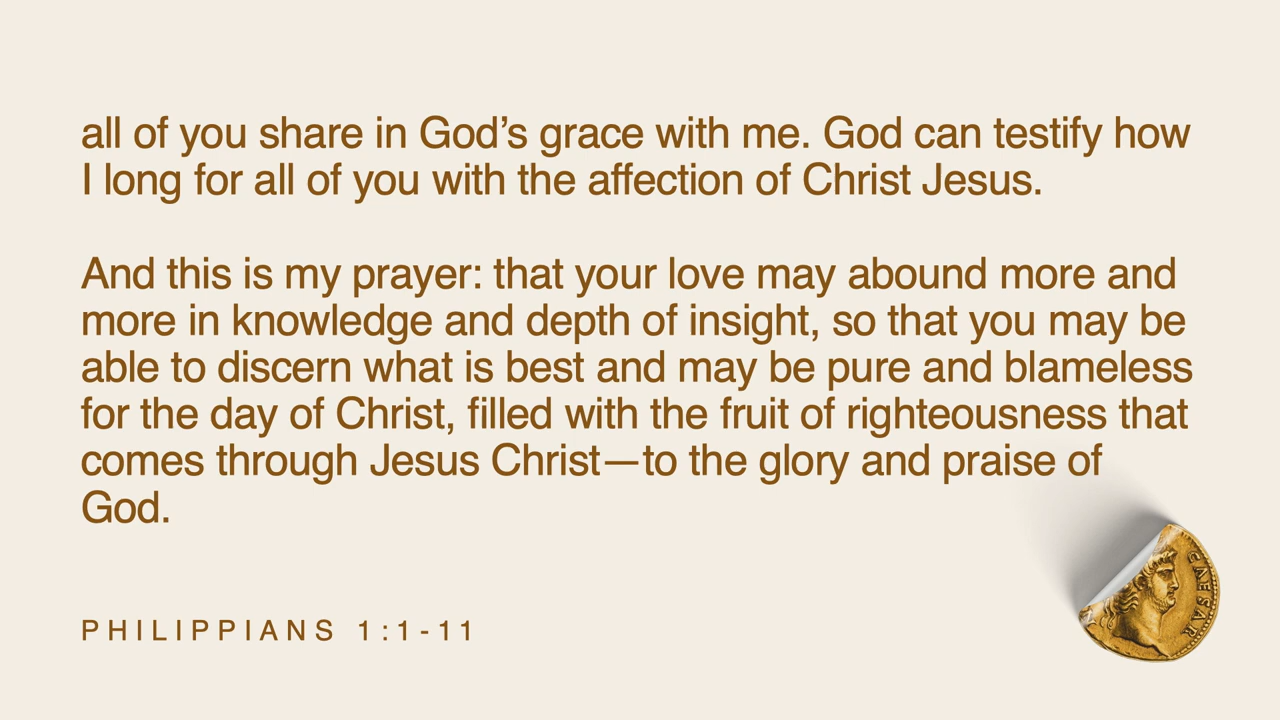 all of you share in God’s grace with me. God can testify how
I long for all of you with the affection of Christ Jesus.
And this is my prayer: that your love may abound more and
more in knowledge and depth of insight, so that you may be
able to discern what is best and may be pure and blameless
for the day of Christ, filled with the fruit of righteousness that
comes through Jesus Christ—to the glory and praise of
God.
PHILIPPIANS 1:1-11
CAESAR